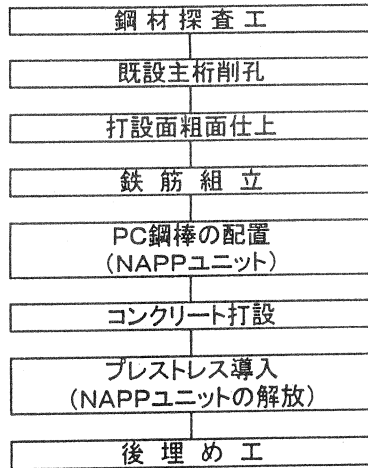 鋼材探査工
既設主桁削孔
打設面粗面仕上
鉄筋組立
PC鋼棒の配置
(NAPPユニット)
コンクリート打設
プレストレス導入
(NAPPユニットの解放)
後埋め工